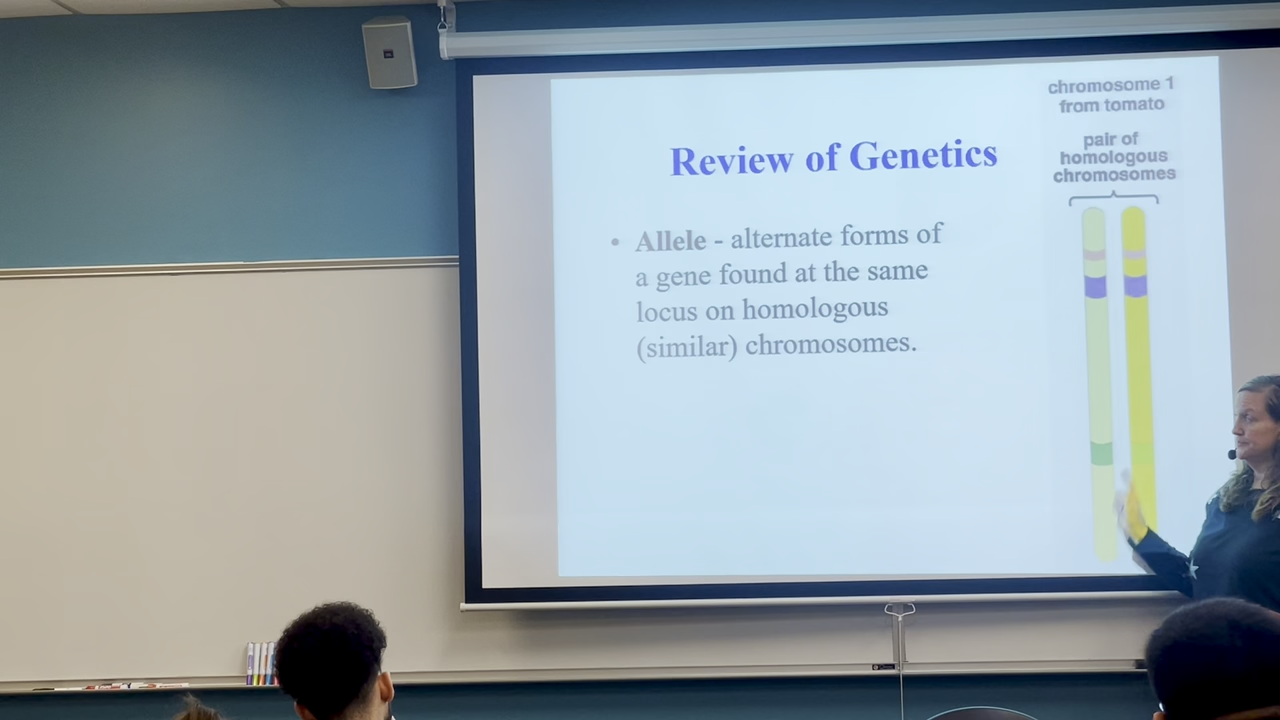 Review of Genetics
• Allele - alternate forms of
a gene found at the same
locus on homologous
(similar) chromosomes.
chromosome 1
from tomato
pair of
homologous
chromosomes